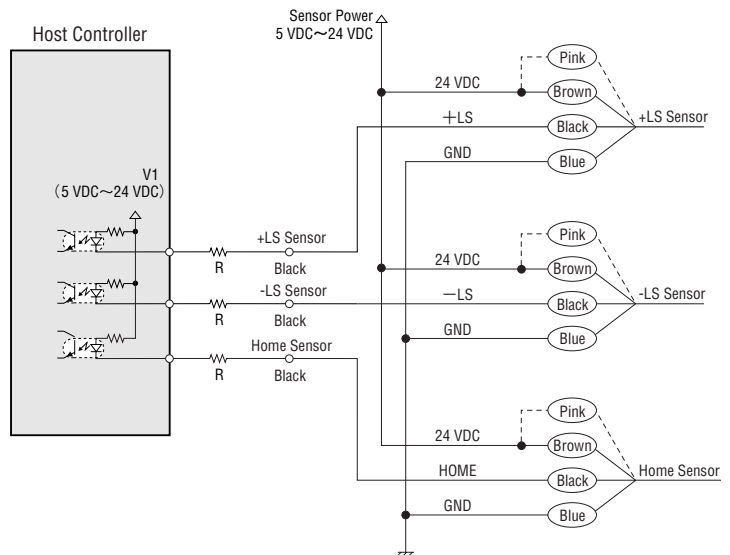 Sensor Power
5 VDC～24 VDC
Host Controller
Pink
24 VDC
Brown
＋LS
Black
+LS Sensor
GND
Blue
V1
(5 VDC～24 VDC)
+LS Sensor
R
Black
-LS Sensor
R
Black
Home Sensor
R
Black
Pink
24 VDC
Brown
－LS
Black
-LS Sensor
GND
Blue
Pink
24 VDC
Brown
HOME
Black
Home Sensor
GND
Blue